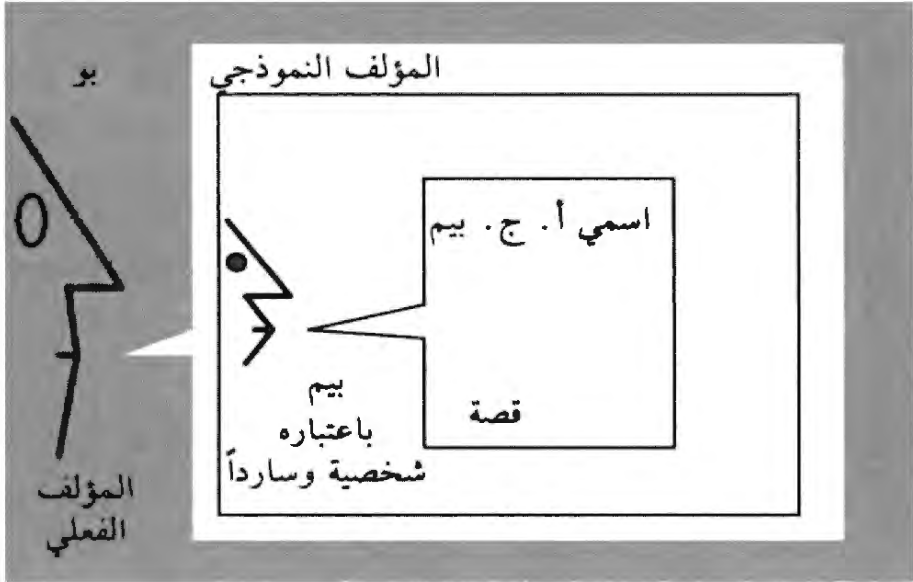 بو
المؤلف النموذجي
اسمي أ. ج. بيم
قصة
بيم
باعتباره
شخصية وسارداً
المؤلف
الفعلي